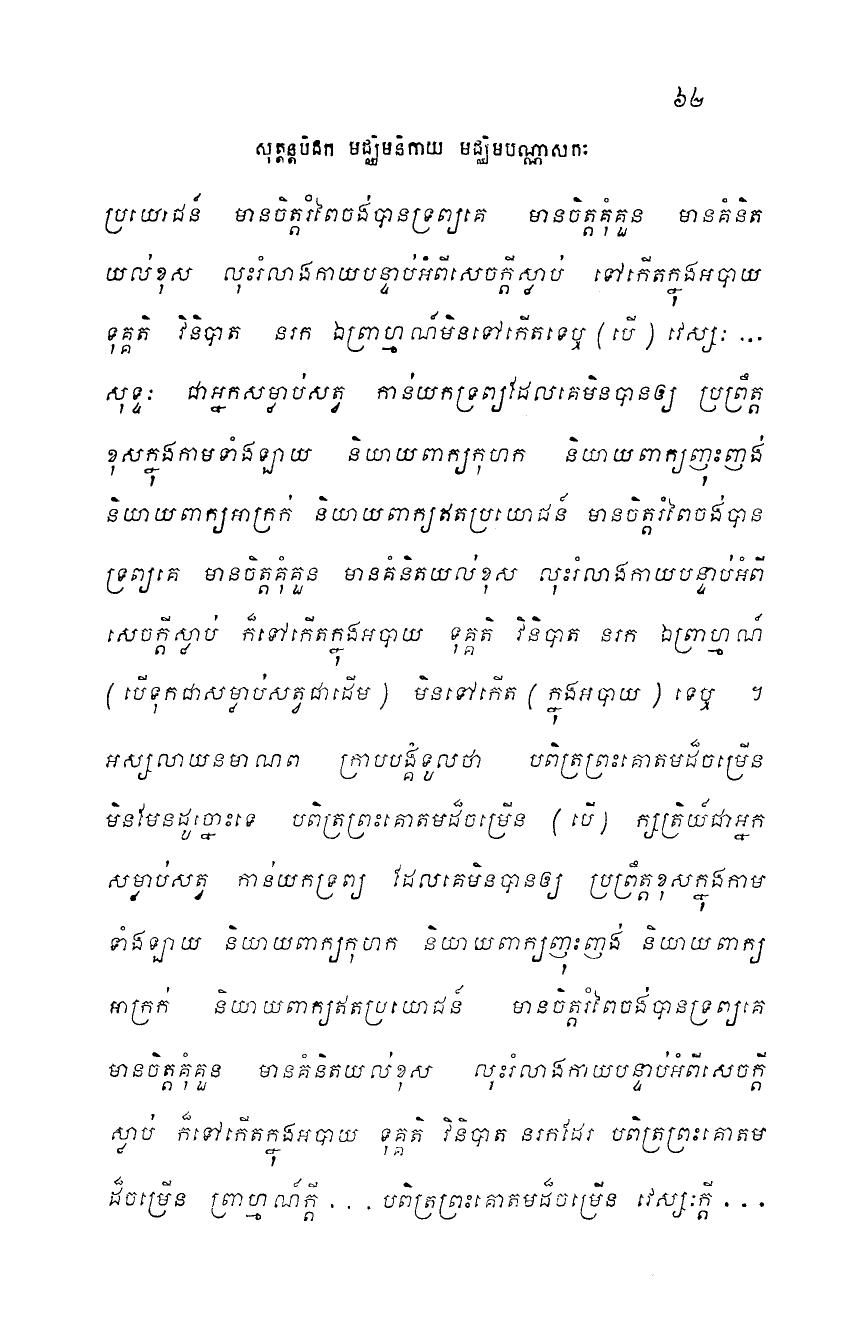 ៦២
សុត្តន្តបិដក មជ្ឈិមនិកាយ មជ្ឈិមបណ្ណាសកៈ
ប្រយោជន៍ មានចិត្តរំពៃចង់បានទ្រព្យគេ មានចិត្តគុំគួន មានគំនិត
យល់ខុស លុះរំលាងកាយបន្ទាប់អំពីសេចក្តីស្លាប់ ទៅកើតក្នុងអបាយ
ទុគ្គតិ វិនិបាត នរក ឯព្រាហ្មណ៍មិនទៅកើតទេឬ (បើ) វេស្សៈ ...
សុទ្ទៈ ជាអ្នកសម្លាប់សត្វ កាន់យកទ្រព្យដែលគេមិនបានឲ្យ ប្រព្រឹត្ត
ខុសក្នុងកាមទាំងឡាយ និយាយពាក្យកុហក និយាយពាក្យញុះញង់
និយាយពាក្យអាក្រក់ និយាយពាក្យឥតប្រយោជន៍ មានចិត្តរំពៃចង់បាន
ទ្រព្យគេ មានចិត្តគុំគួន មានគំនិតយល់ខុស លុះរំលាងកាយបន្ទាប់អំពី
សេចក្តីស្លាប់ ក៏ទៅកើតក្នុងអបាយ ទុគ្គតិ វិនិបាត នរក ឯព្រាហ្មណ៍
(បើទុកជាសម្លាប់សត្វជាដើម) មិនទៅកើត (ក្នុងអបាយ) ទេឬ ។
អស្សលាយនមាណព ក្រាបបង្គំទូលថា បពិត្រព្រះគោតមដ៏ចម្រើន
មិនមែនដូច្នោះទេ បពិត្រព្រះគោតមដ៏ចម្រើន (បើ) ក្សត្រិយ៍ជាអ្នក
សម្លាប់សត្វ កាន់យកទ្រព្យ ដែលគេមិនបានឲ្យ ប្រព្រឹត្តខុសក្នុងកាម
ទាំងឡាយ និយាយពាក្យកុហក និយាយពាក្យញុះញង់ និយាយពាក្យ
អាក្រក់ និយាយពាក្យឥតប្រយោជន៍ មានចិត្តរំពៃចង់បានទ្រព្យគេ
មានចិត្តគុំគួន មានគំនិតយល់ខុស លុះរំលាងកាយបន្ទាប់អំពីសេចក្តី
ស្លាប់ ក៏ទៅកើតក្នុងអបាយ ទុគ្គតិ វិនិបាត នរកដែរ បពិត្រព្រះគោតម
ដ៏ចម្រើន ព្រាហ្មណ៍ក្តី . . . បពិត្រព្រះគោតមដ៏ចម្រើន វេស្សៈក្តី . . .